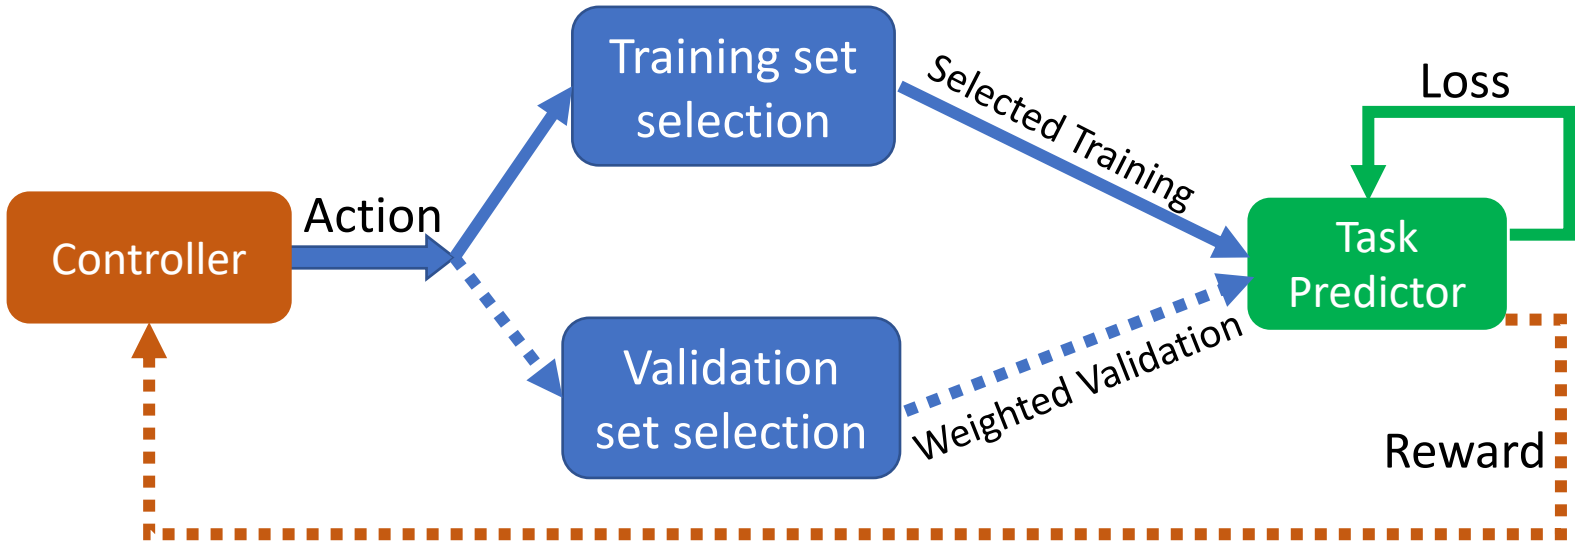 Training set
selection
Selected Training
Loss
Action
Controller
Task
Predictor
Validation
set selection
Weighted Validation
Reward